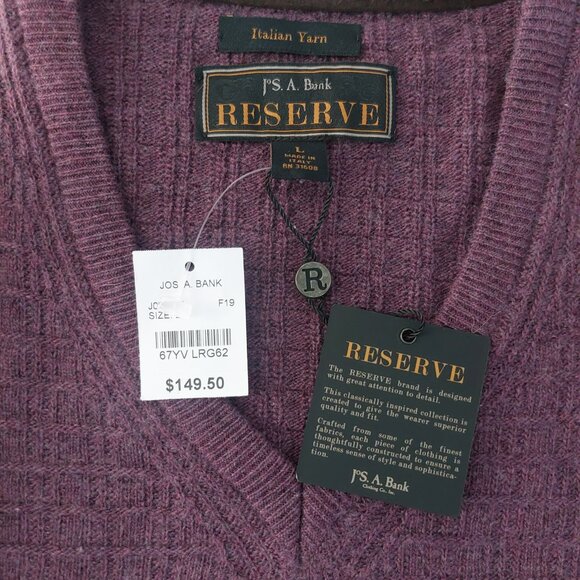 Italian Yarn
JoS. A. Bank
RESERVE
L
MADE IN
ITALY
RN 31608
R
JOS. A. BANK
F19
SIZE:
67YV LRG62
$149.50
RESERVE
The RESERVE brand is designed
with great attention to detail.
This classically inspired collection is
created to give the wearer superior
quality and fit.
Crafted from some of the finest
fabrics, each piece of clothing is
thoughtfully constructed to ensure a
timeless sense of style and sophistica-
tion.
JoS. A. Bank
Clothing Co., Inc.